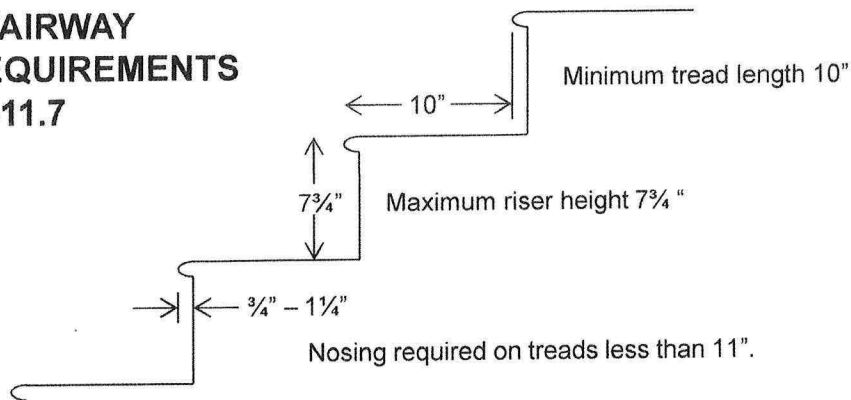 AIRWAY
EQUIREMENTS
11.7
Minimum tread length 10”
10”
7¾”
Maximum riser height 7¾ “
¾” – 1¼”
Nosing required on treads less than 11”.